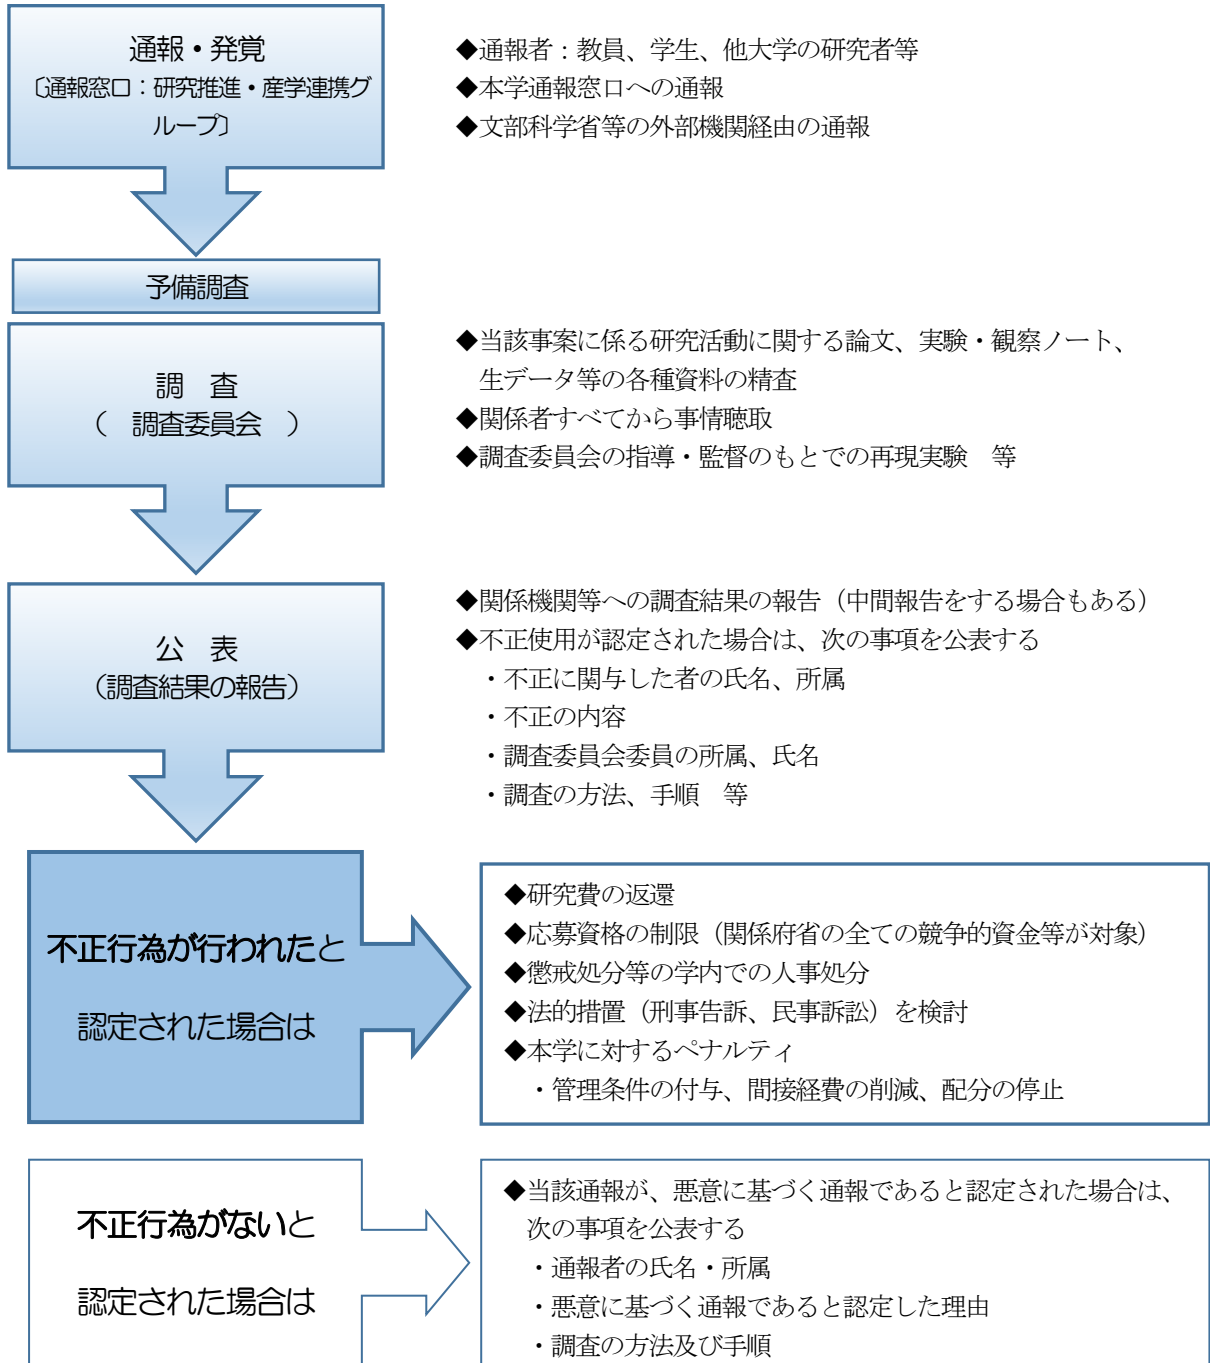 通報・発覚
〔通報窓口：研究推進・産学連携グ
ループ〕
◆通報者：教員、学生、他大学の研究者等
◆本学通報窓口への通報
◆文部科学省等の外部機関経由の通報
予備調査
調　査
（　調査委員会　）
◆当該事案に係る研究活動に関する論文、実験・観察ノート、
生データ等の各種資料の精査
◆関係者すべてから事情聴取
◆調査委員会の指導・監督のもとでの再現実験　等
公　表
（調査結果の報告）
◆関係機関等への調査結果の報告（中間報告をする場合もある）
◆不正使用が認定された場合は、次の事項を公表する
・不正に関与した者の氏名、所属
・不正の内容
・調査委員会委員の所属、氏名
・調査の方法、手順　等
不正行為が行われたと
認定された場合は
◆研究費の返還
◆応募資格の制限（関係府省の全ての競争的資金等が対象）
◆懲戒処分等の学内での人事処分
◆法的措置（刑事告訴、民事訴訟）を検討
◆本学に対するペナルティ
・管理条件の付与、間接経費の削減、配分の停止
不正行為がないと
認定された場合は
◆当該通報が、悪意に基づく通報であると認定された場合は、
次の事項を公表する
・通報者の氏名・所属
・悪意に基づく通報であると認定した理由
・調査の方法及び手順